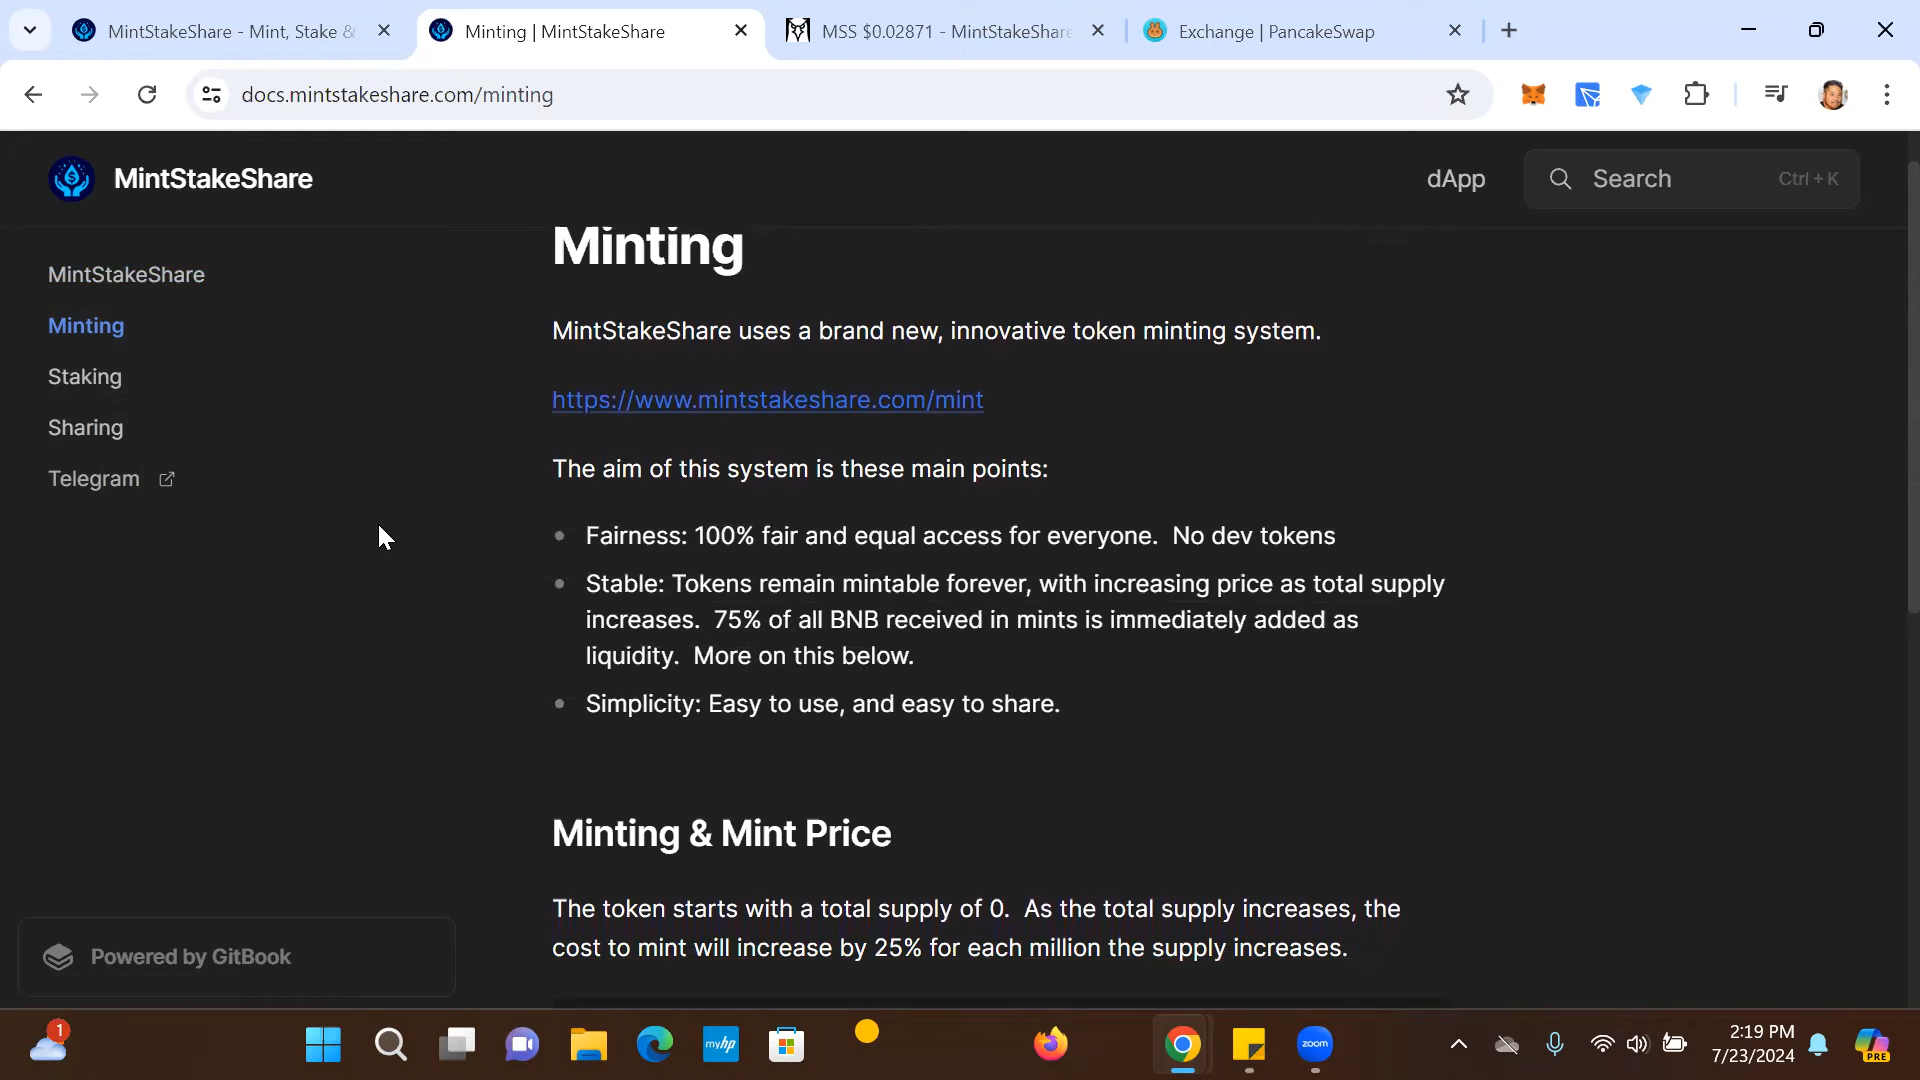 MintStakeShare - Mint, Stake &
Minting | MintStakeShare
MSS $0.02871 - MintStakeShare
Exchange | PancakeSwap
docs.mintstakeshare.com/minting
MintStakeShare
dApp
Search
Ctrl + K
MintStakeShare
Minting
Staking
Sharing
Telegram
Powered by GitBook
Minting
MintStakeShare uses a brand new, innovative token minting system.
https://www.mintstakeshare.com/mint
The aim of this system is these main points:
Fairness: 100% fair and equal access for everyone.  No dev tokens
Stable: Tokens remain mintable forever, with increasing price as total supply
increases.  75% of all BNB received in mints is immediately added as
liquidity.  More on this below.
Simplicity: Easy to use, and easy to share.
Minting & Mint Price
The token starts with a total supply of 0.  As the total supply increases, the
cost to mint will increase by 25% for each million the supply increases.
1
myhp
zoom
2:19 PM
7/23/2024
PRE